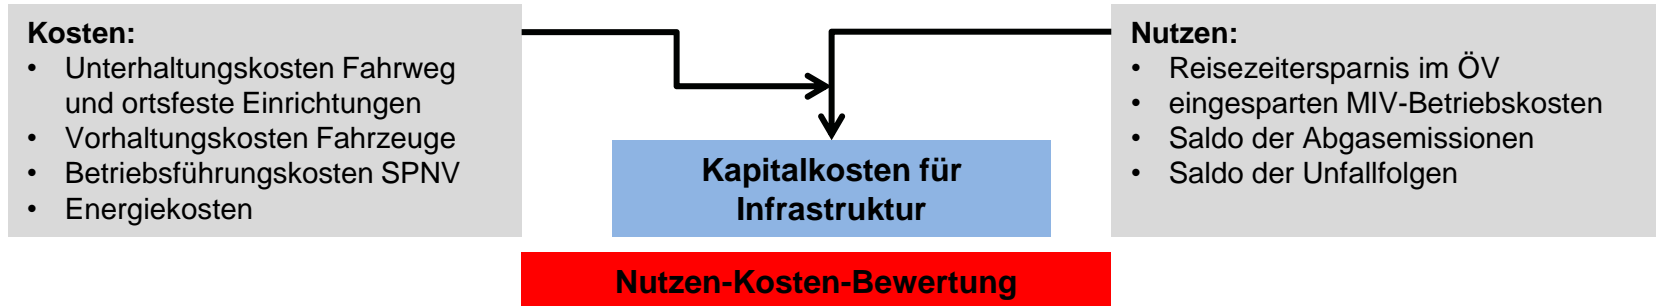 Kosten:
• Unterhaltungskosten Fahrweg
und ortsfeste Einrichtungen
• Vorhaltungskosten Fahrzeuge
• Betriebsführungskosten SPNV
• Energiekosten
Kapitalkosten für
Infrastruktur
Nutzen:
• Reisezeitersparnis im ÖV
• eingesparten MIV-Betriebskosten
• Saldo der Abgasemissionen
• Saldo der Unfallfolgen
Nutzen-Kosten-Bewertung